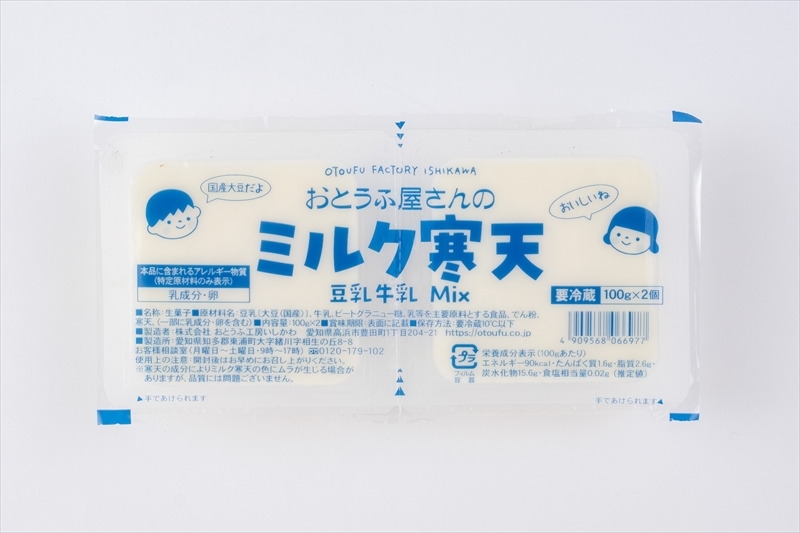 OTOUFU FACTORY ISHIKAWA
国産大豆だよ
おいしいね
おとうふ屋さんの
ミルク寒天
豆乳牛乳 Mix
本品に含まれるアレルギー物質
(特定原材料のみ表示)
乳成分・卵
要冷蔵 100g×2個
■名称:生菓子■原材料名:豆乳〔大豆(国産)〕、牛乳、ビートグラニュー糖、乳等を主要原料とする食品、でん粉、
寒天、(一部に乳成分・卵を含む)■内容量:100g×2■賞味期限:表面に記載■保存方法:要冷蔵10℃以下
■製造者:株式会社 おとうふ工房いしかわ 愛知県高浜市豊田町1丁目204-21 https://otoufu.co.jp
■製造所:愛知県知多郡東浦町大字緒川字相生の丘8-8
お客様相談室(月曜日~土曜日・9時~17時) 0120-179-102
使用上の注意:開封後はお早めにお召し上がりください。
※寒天の成分によりミルク寒天の色にムラが生じる場合が
ありますが、品質には問題ございません。
4909568066977
プラ
フィルム
容器
栄養成分表示(100gあたり)
エネルギー90kcal・たんぱく質1.6g・脂質2.6g・
炭水化物15.6g・食塩相当量0.02g(推定値)
◢手であけられます
手であけられます◣